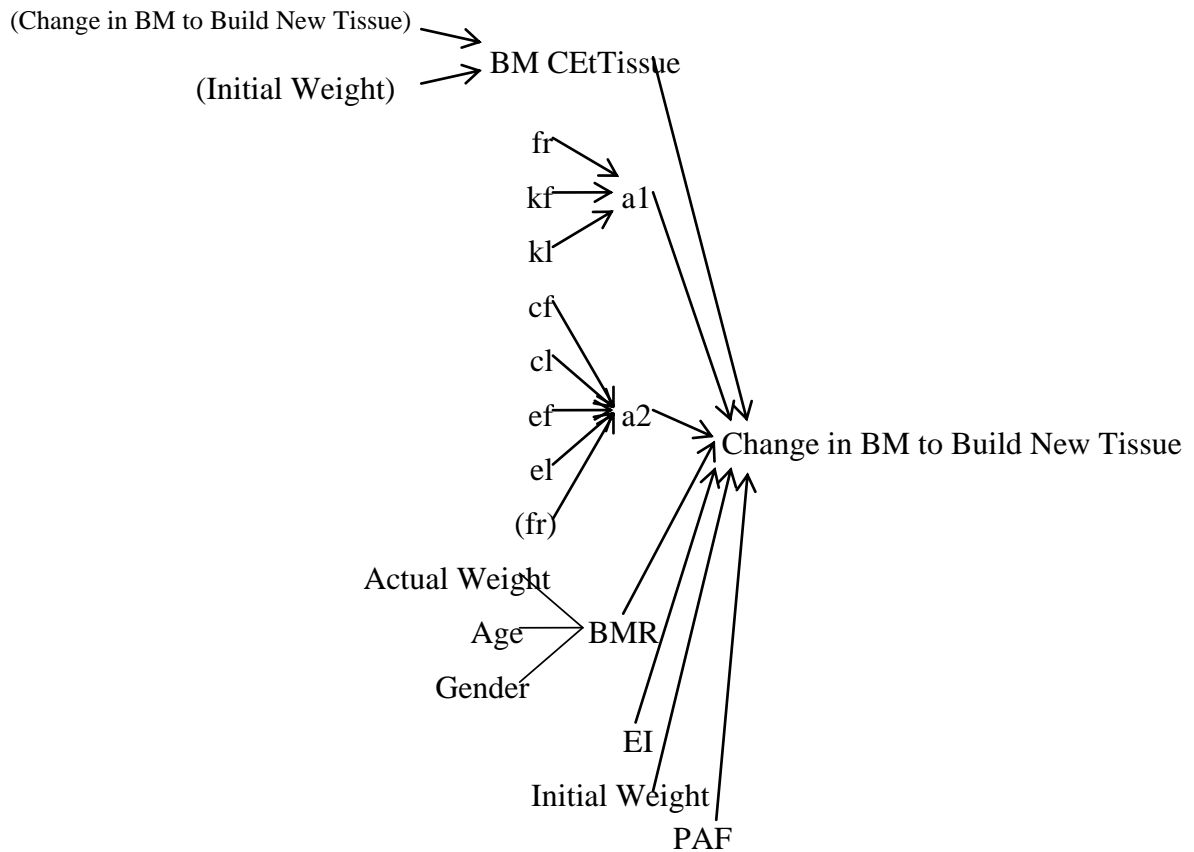 (Change in BM to Build New Tissue)
BM CEtTissue
(Initial Weight)
fr
kf
a1
kl
cf
cl
ef
a2
Change in BM to Build New Tissue
el
(fr)
Actual Weight
Age
BMR
Gender
EI
Initial Weight
PAF